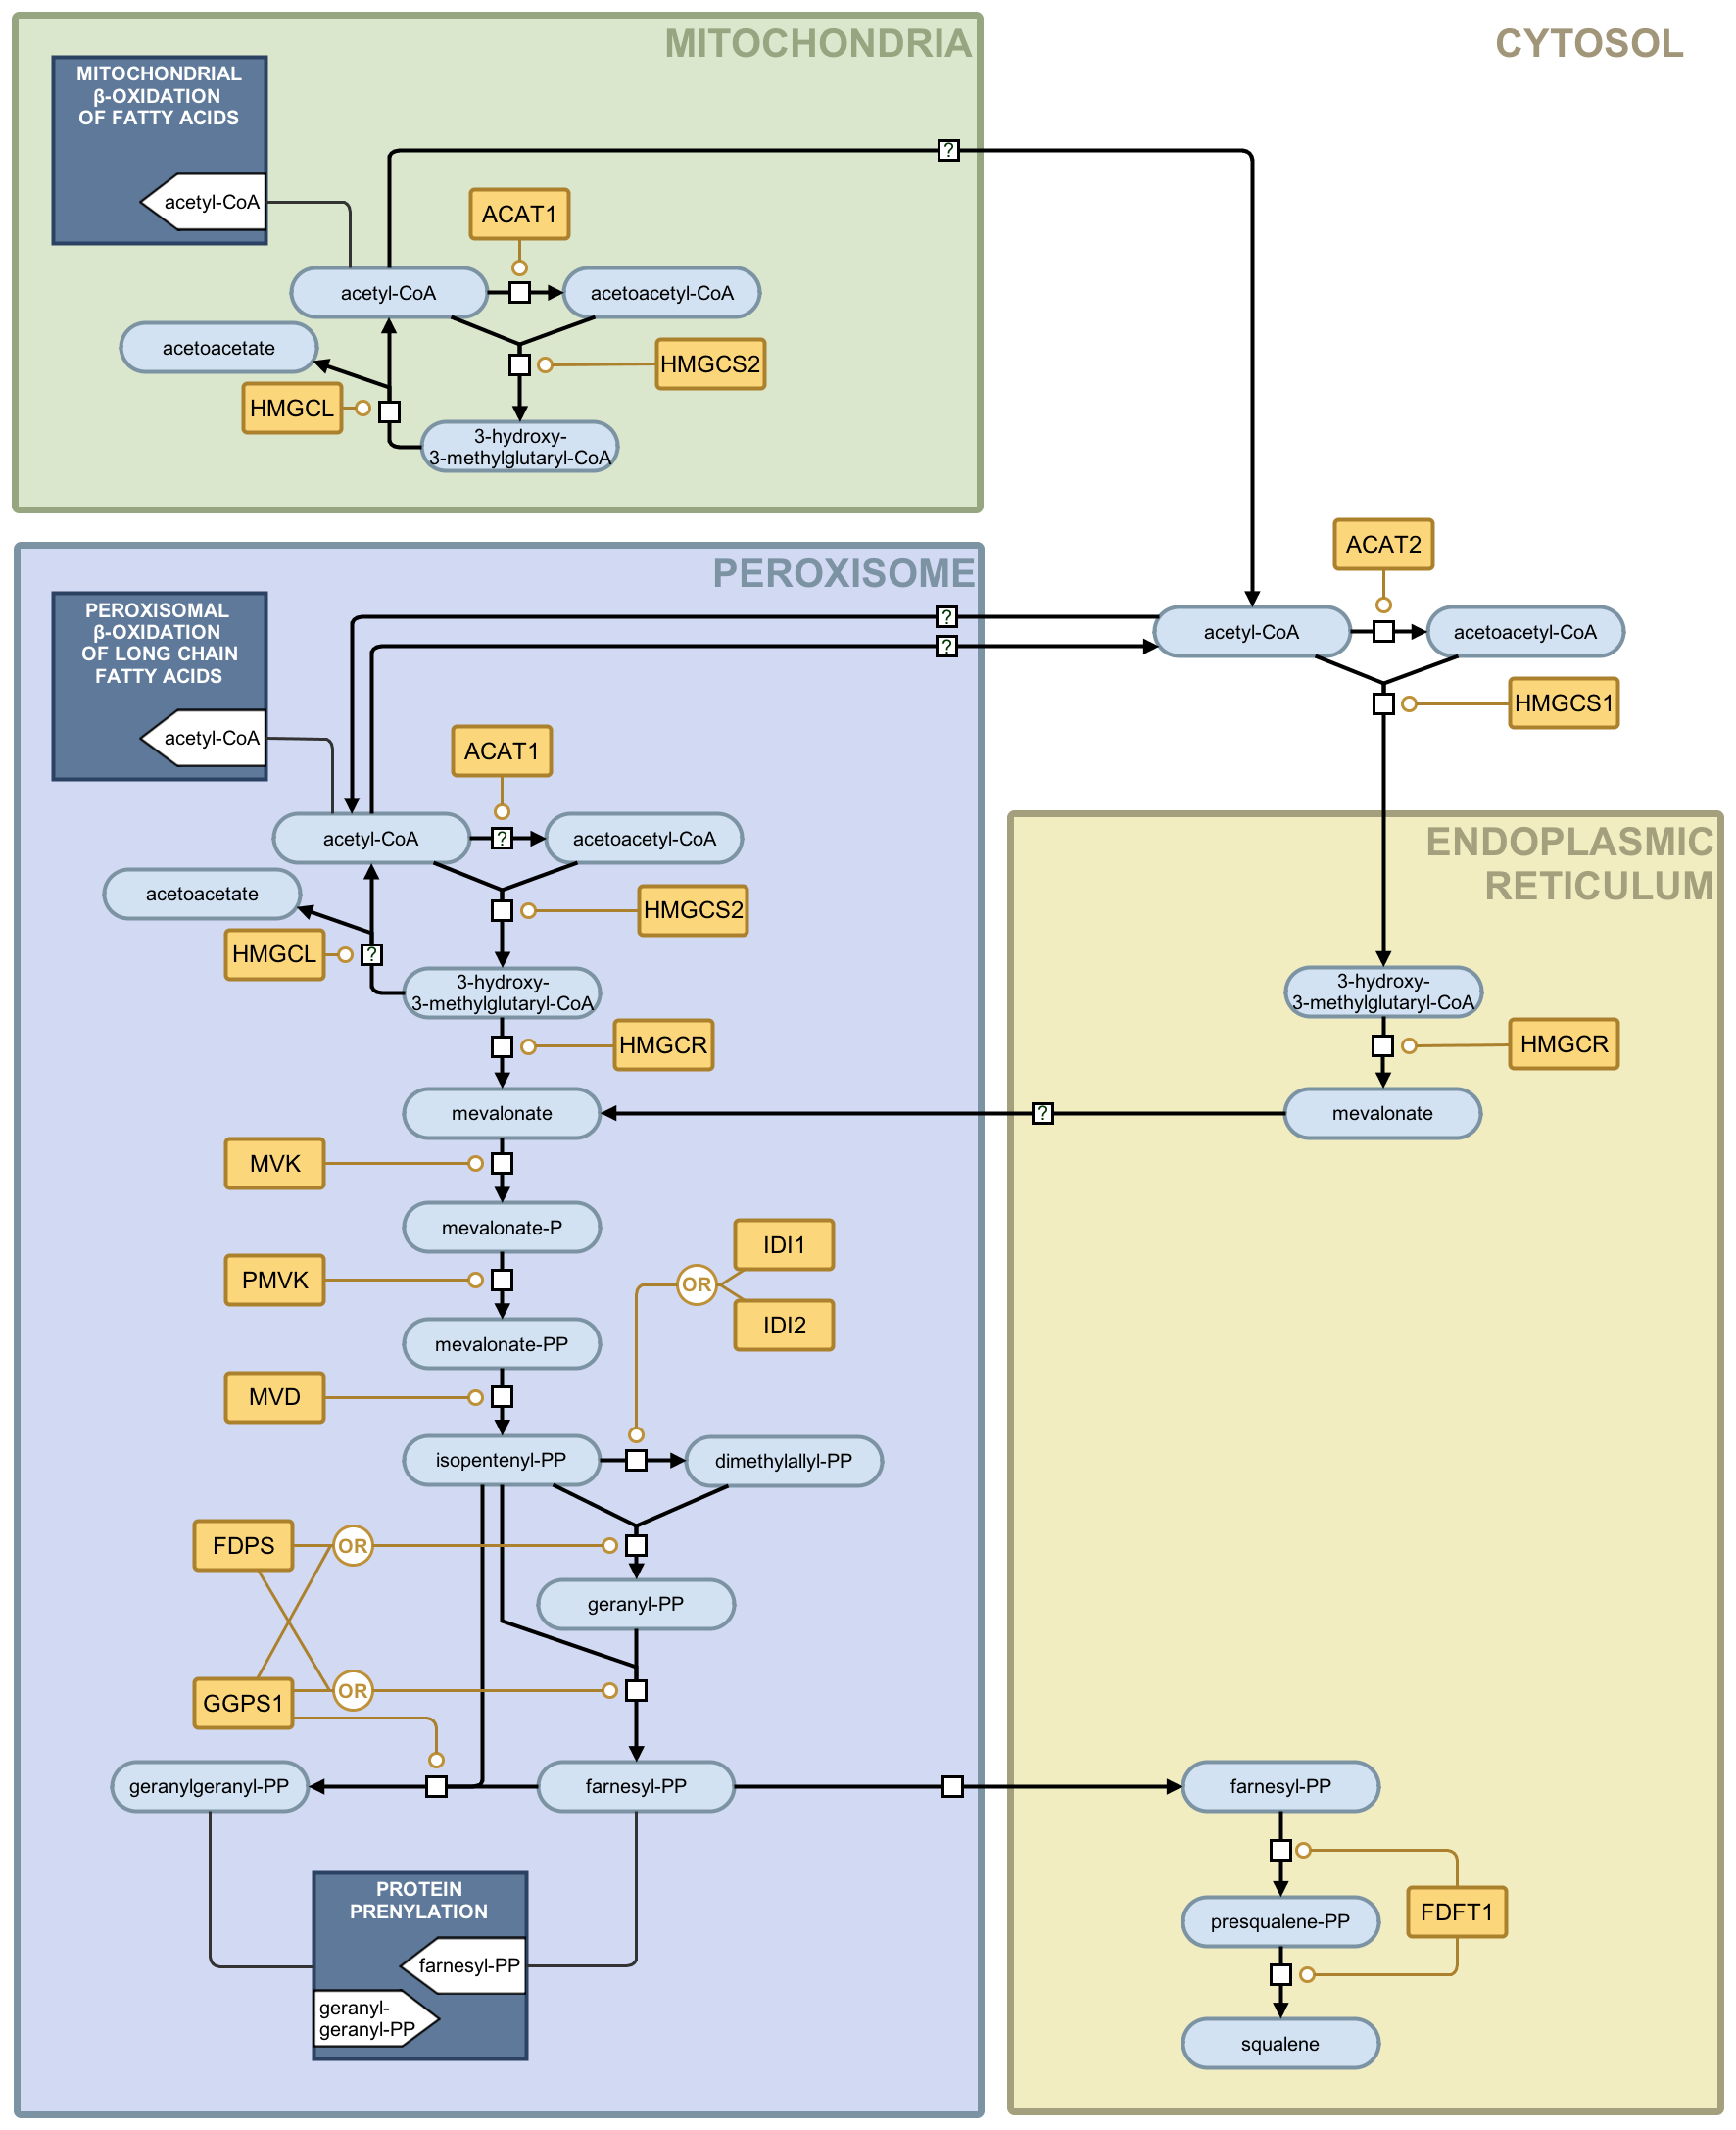 MITOCHONDRIA
CYTOSOL
MITOCHONDRIAL
β-OXIDATION
OF FATTY ACIDS
acetyl-CoA
?
ACAT1
acetyl-CoA
acetoacetyl-CoA
acetoacetate
HMGCS2
HMGCL
3-hydroxy-
3-methylglutaryl-CoA
ACAT2
PEROXISOME
PEROXISOMAL
β-OXIDATION
OF LONG CHAIN
FATTY ACIDS
acetyl-CoA
?
?
acetyl-CoA
acetoacetyl-CoA
HMGCS1
ACAT1
acetyl-CoA
?
acetoacetyl-CoA
ENDOPLASMIC
RETICULUM
acetoacetate
HMGCS2
HMGCL
?
3-hydroxy-
3-methylglutaryl-CoA
3-hydroxy-
3-methylglutaryl-CoA
HMGCR
HMGCR
mevalonate
?
mevalonate
MVK
mevalonate-P
IDI1
PMVK
OR
IDI2
mevalonate-PP
MVD
isopentenyl-PP
dimethylallyl-PP
FDPS
OR
geranyl-PP
GGPS1
OR
geranylgeranyl-PP
farnesyl-PP
farnesyl-PP
PROTEIN
PRENYLATION
farnesyl-PP
geranyl-
geranyl-PP
presqualene-PP
FDFT1
squalene